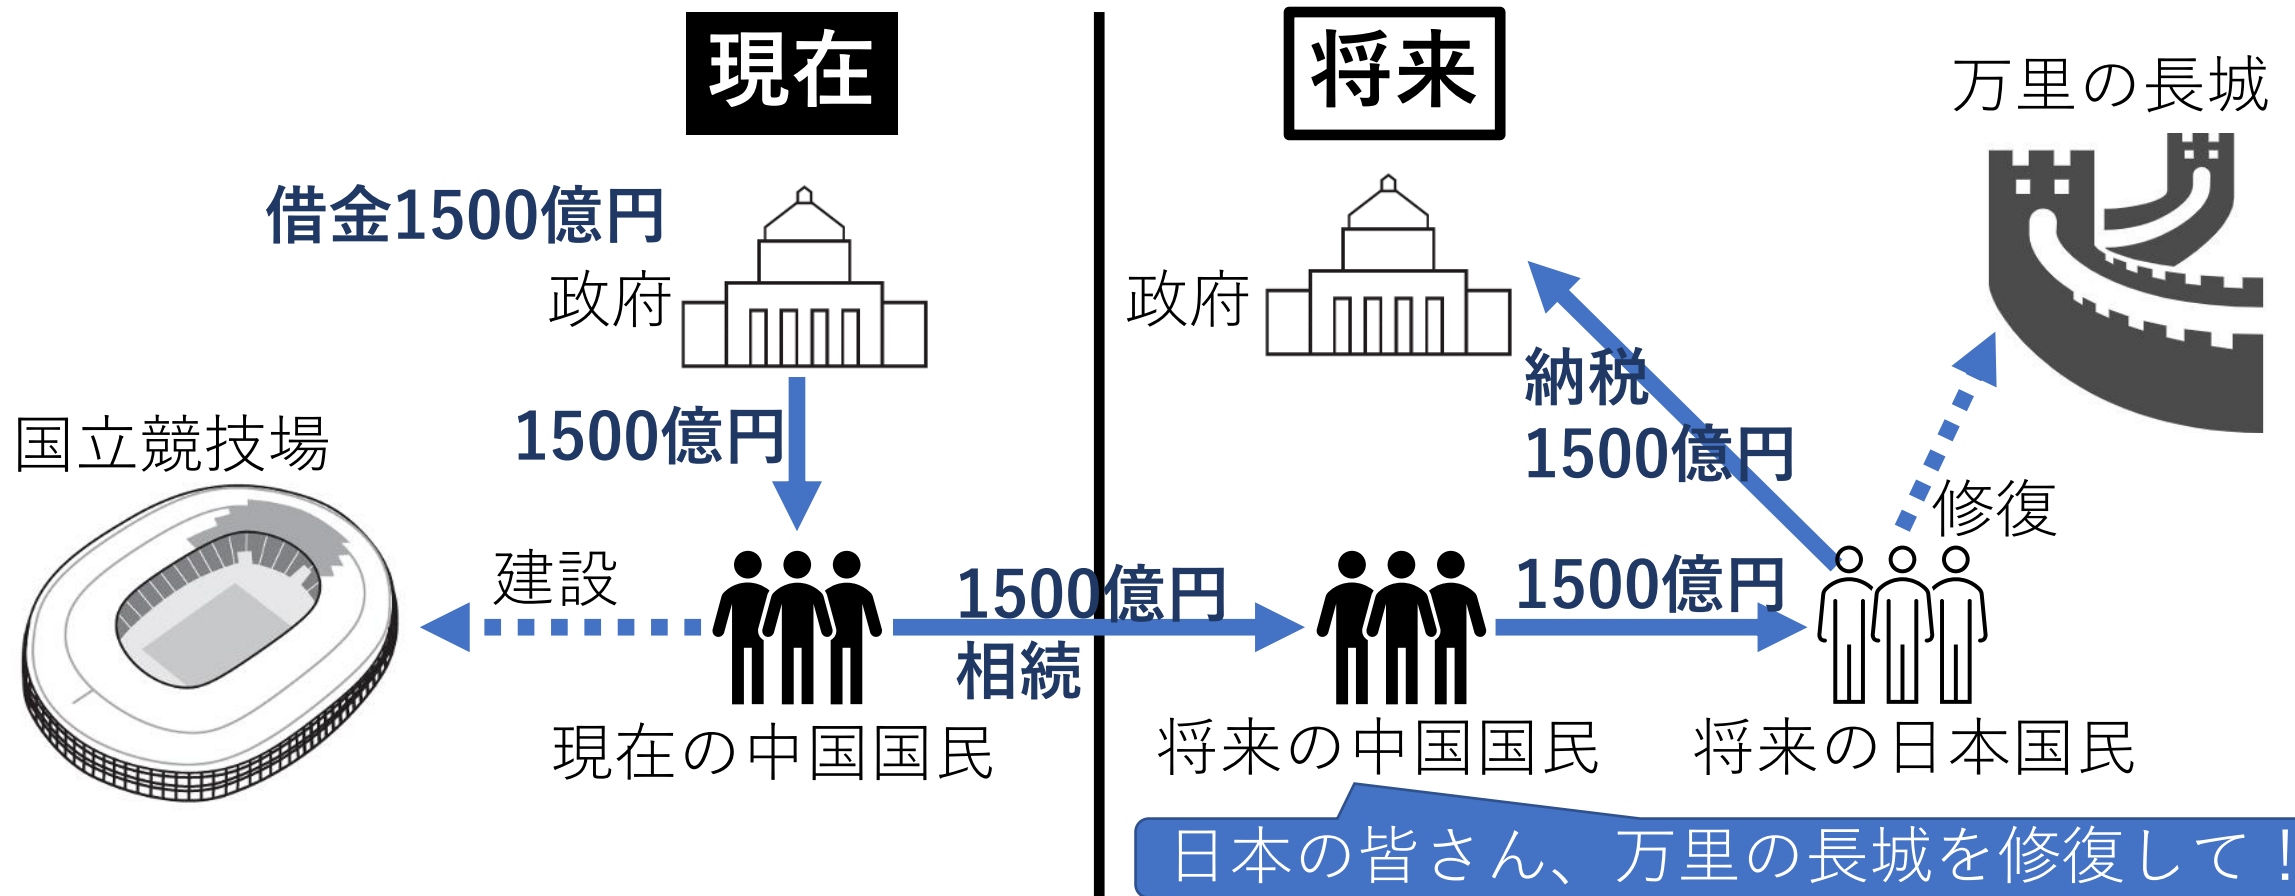 現在
借金1500億円
政府
1500億円
国立競技場
建設
現在の中国国民
1500億円
相続
将来
万里の長城
政府
納税
1500億円
修復
1500億円
将来の中国国民
将来の日本国民
日本の皆さん、万里の長城を修復して！